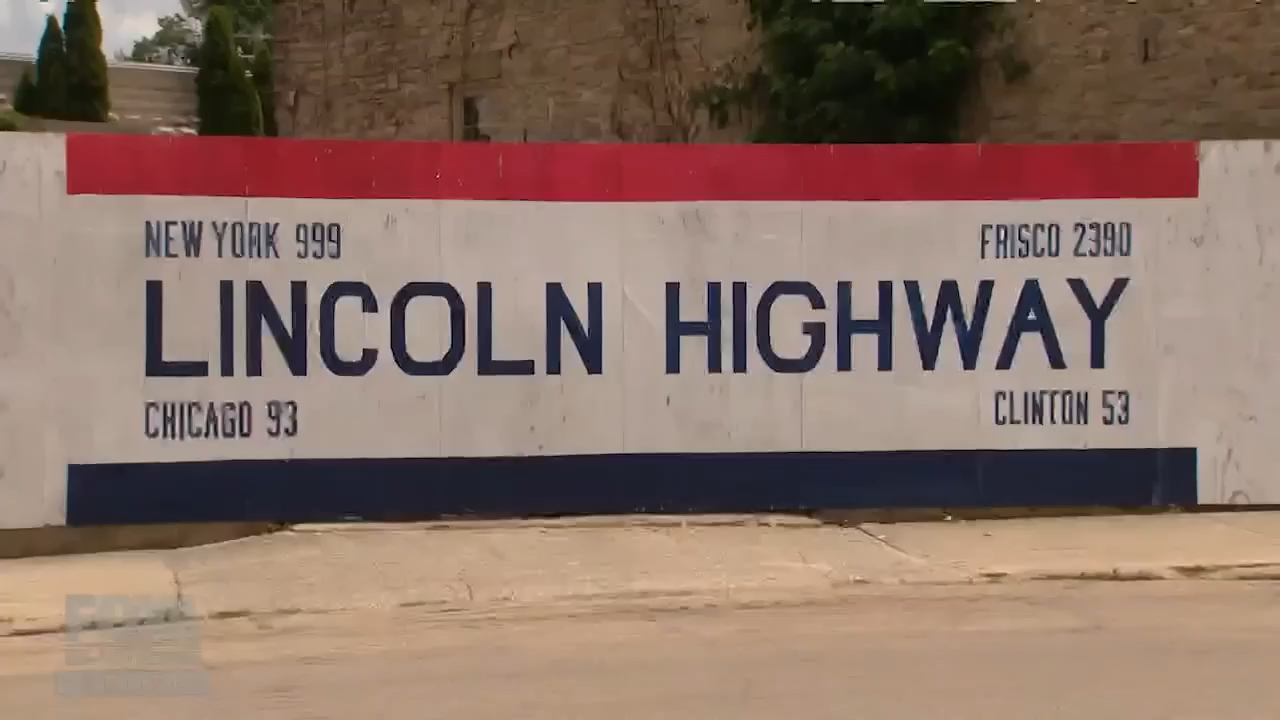 NEW YORK 999
FRISCO 2390
LINCOLN HIGHWAY
CHICAGO 93
CLINTON 53